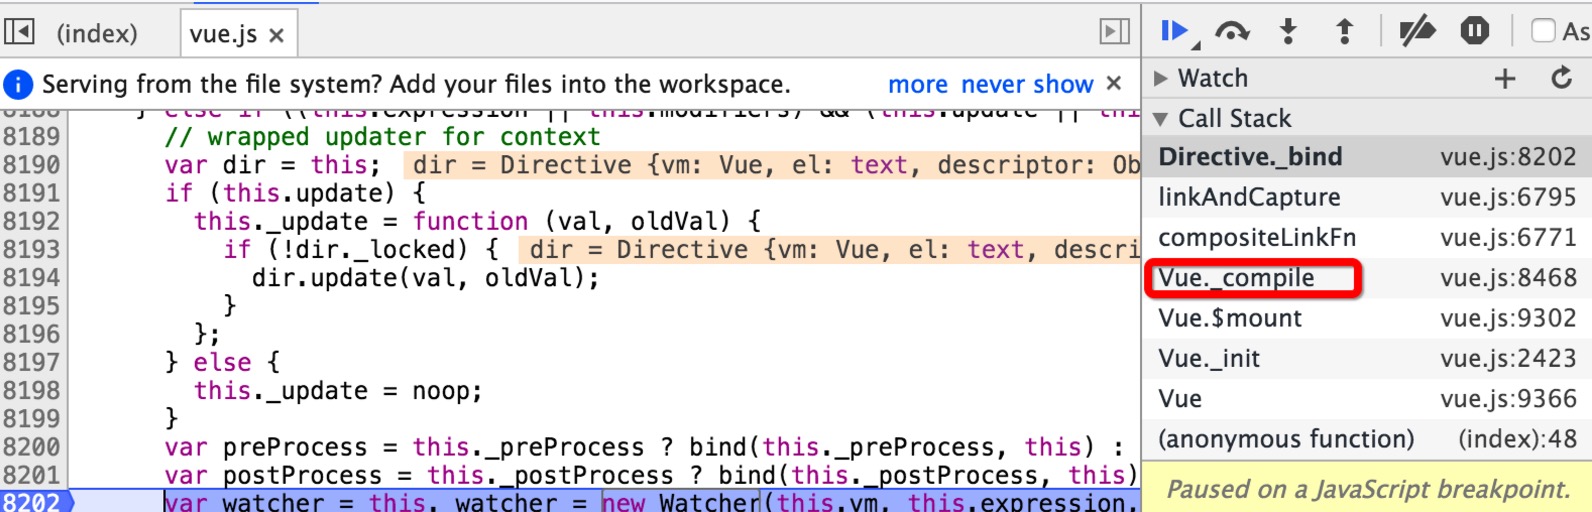 (index)
vue.js ×
As
Serving from the file system? Add your files into the workspace. more never show ×
8188 } else if ((this.expression || this.modifiers) && (this.update || thi
8189 // wrapped updater for context
8190 var dir = this; dir = Directive {vm: Vue, el: text, descriptor: Ob
8191 if (this.update) {
8192 this._update = function (val, oldVal) {
8193 if (!dir._locked) { dir = Directive {vm: Vue, el: text, descri
8194 dir.update(val, oldVal);
8195 }
8196 };
8197 } else {
8198 this._update = noop;
8199 }
8200 var preProcess = this._preProcess ? bind(this._preProcess, this) :
8201 var postProcess = this._postProcess ? bind(this._postProcess, this)
8202 var watcher = this._watcher = new Watcher(this.vm, this.expression,
Watch
Call Stack
Directive._bind vue.js:8202
linkAndCapture vue.js:6795
compositeLinkFn vue.js:6771
Vue._compile vue.js:8468
Vue.$mount vue.js:9302
Vue._init vue.js:2423
Vue vue.js:9366
(anonymous function) (index):48
Paused on a JavaScript breakpoint.